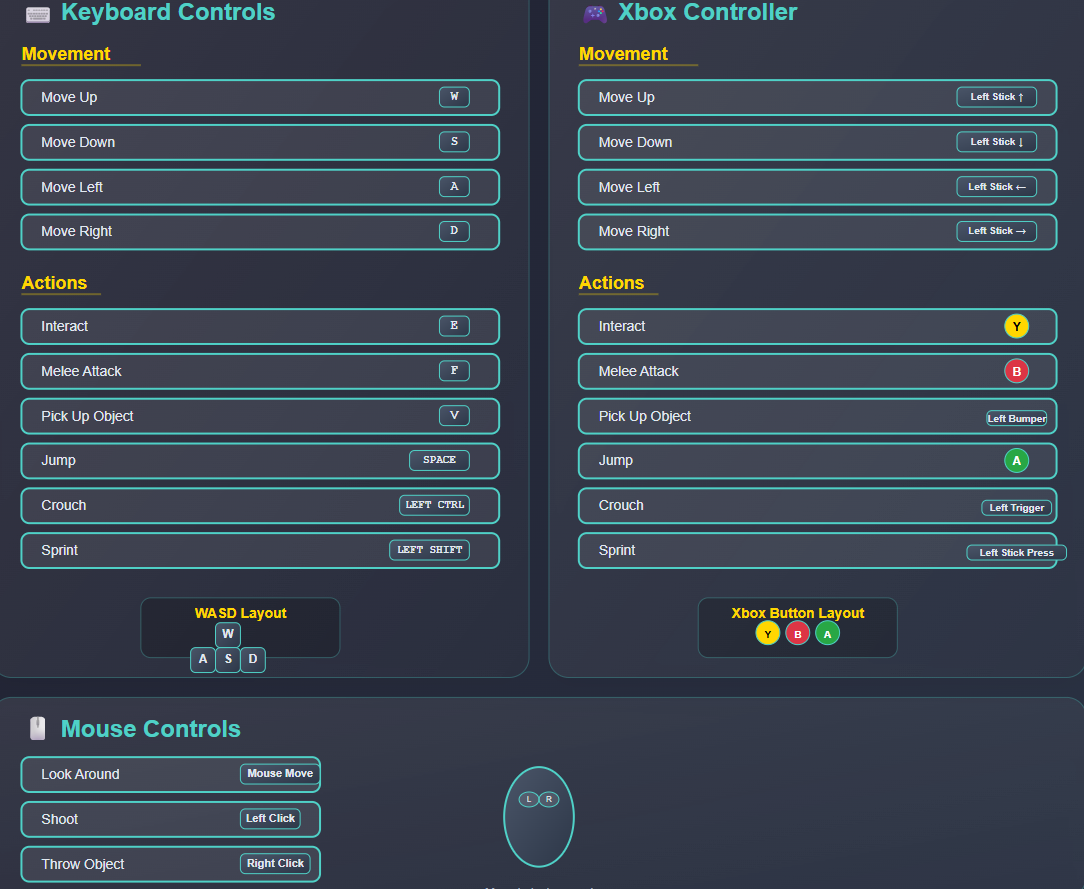 Keyboard Controls
Movement
Move Up W
Move Down S
Move Left A
Move Right D
Actions
Interact E
Melee Attack F
Pick Up Object V
Jump SPACE
Crouch LEFT CTRL
Sprint LEFT SHIFT
WASD Layout
W
A S D
Xbox Controller
Movement
Move Up Left Stick ↑
Move Down Left Stick ↓
Move Left Left Stick ←
Move Right Left Stick →
Actions
Interact Y
Melee Attack B
Pick Up Object Left Bumper
Jump A
Crouch Left Trigger
Sprint Left Stick Press
Xbox Button Layout
Y B A
Mouse Controls
Look Around Mouse Move
Shoot Left Click
Throw Object Right Click
L R